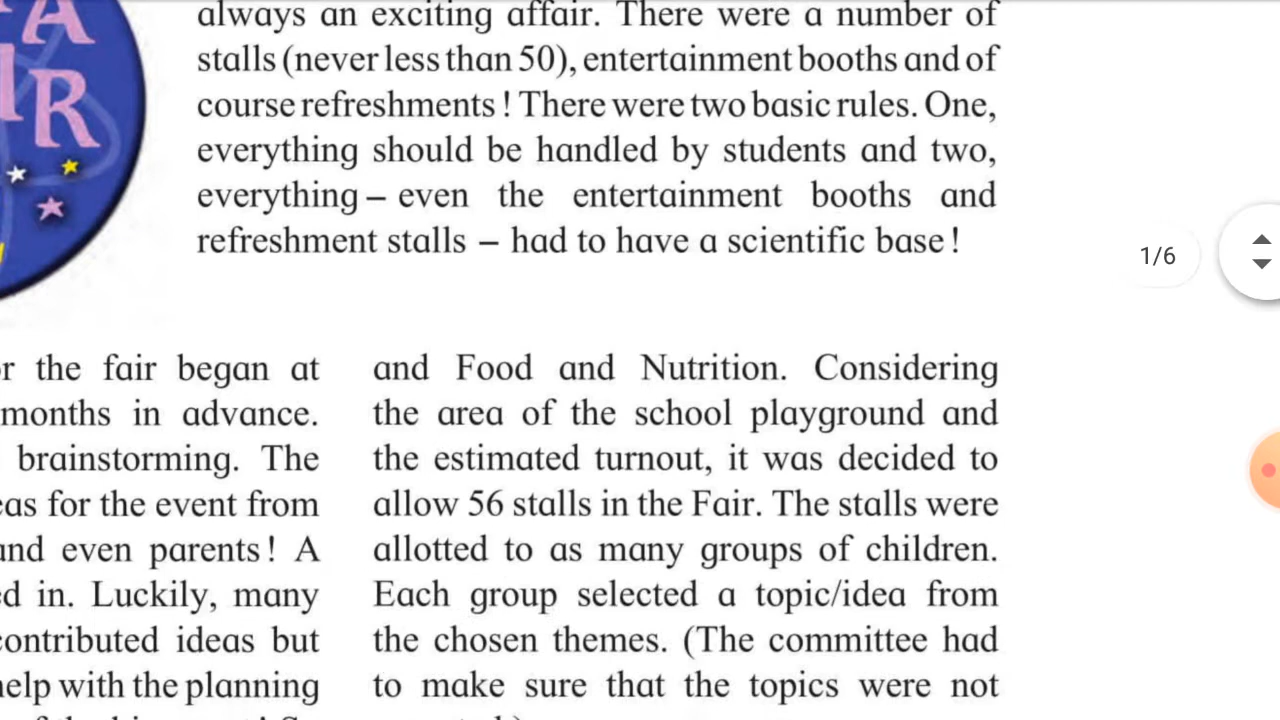 A
IR
always an exciting affair. There were a number of
stalls (never less than 50), entertainment booths and of
course refreshments ! There were two basic rules. One,
everything should be handled by students and two,
everything – even the entertainment booths and
refreshment stalls – had to have a scientific base !
1/6
the fair began at
months in advance.
brainstorming. The
for the event from
and even parents ! A
in. Luckily, many
contributed ideas but
help with the planning
and Food and Nutrition. Considering
the area of the school playground and
the estimated turnout, it was decided to
allow 56 stalls in the Fair. The stalls were
allotted to as many groups of children.
Each group selected a topic/idea from
the chosen themes. (The committee had
to make sure that the topics were not